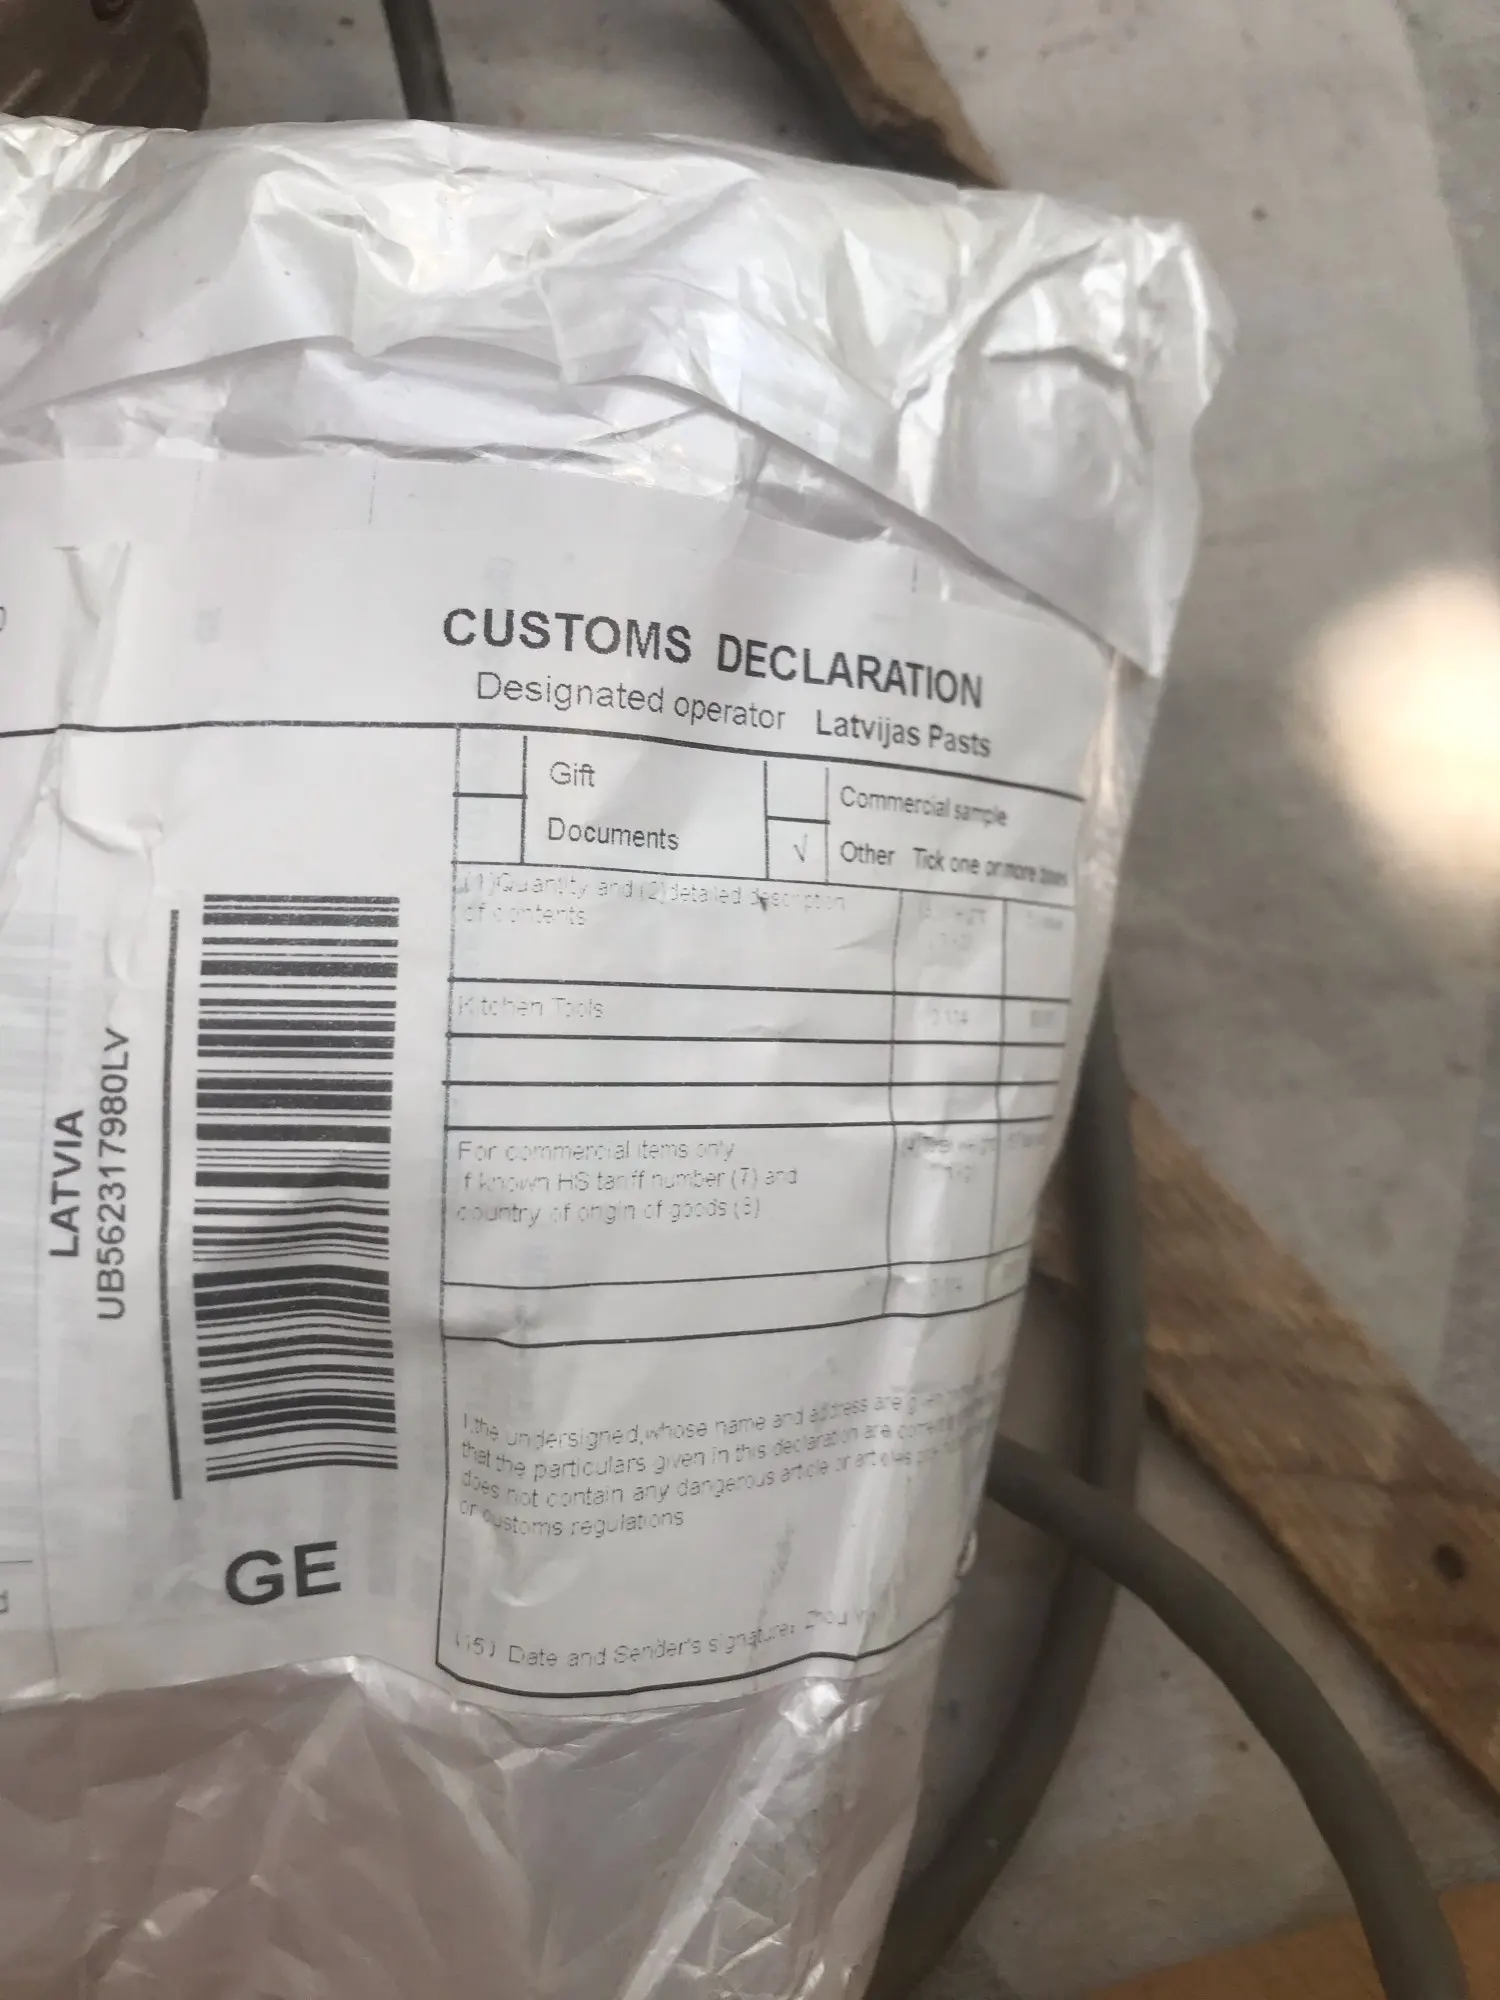 CUSTOMS DECLARATION
Designated operator Latvijas Pasts
Gift
Commercial sample
Documents
√ Other Tick one or more boxes
(1)Quantity and (2)detailed description
of contents
Kitchen Tools
For commercial items only
If known HS tariff number (7) and
country of origin of goods (8)
I,the undersigned,whose name and address are
that the particulars given in this declaration are
does not contain any dangerous article or articles
or customs regulations
(15) Date and Sender's signature: Zhou
LATVIA
UB562317980LV
GE